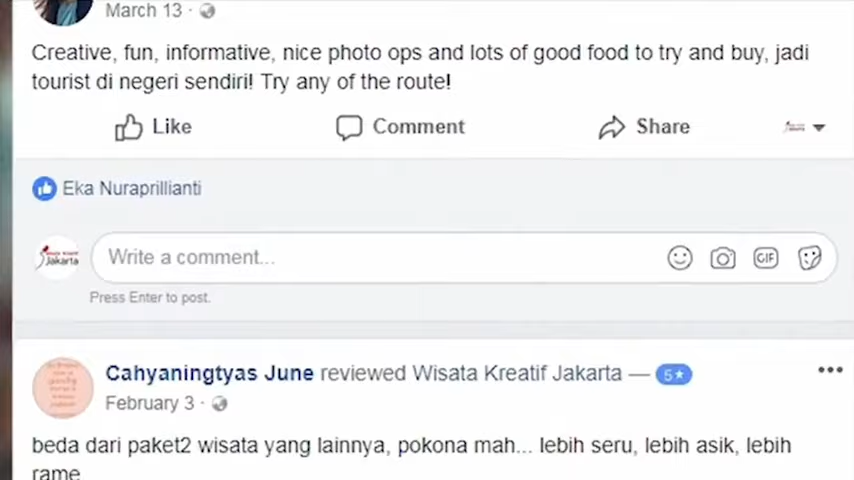 March 13 ·
Creative, fun, informative, nice photo ops and lots of good food to try and buy, jadi
tourist di negeri sendiri! Try any of the route!
Like Comment Share
Eka Nuraprillianti
Jakarta
Write a comment...
GIF
Press Enter to post.
Cahyaningtyas June reviewed Wisata Kreatif Jakarta — 5★
February 3 ·
beda dari paket2 wisata yang lainnya, pokona mah... lebih seru, lebih asik, lebih
rame